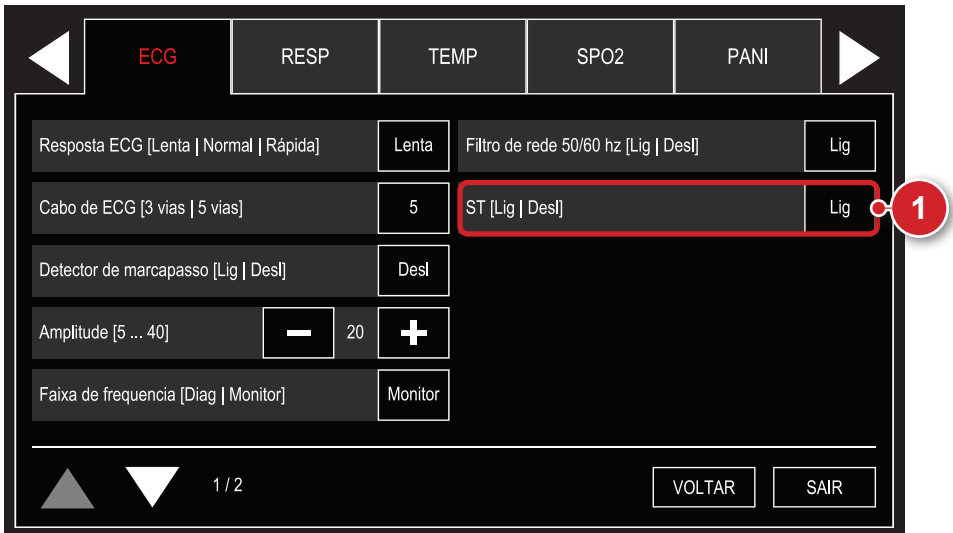 ECG
RESP
TEMP
SPO2
PANI
Resposta ECG [Lenta | Normal | Rápida]
Lenta
Filtro de rede 50/60 hz [Lig | Desl]
Lig
Cabo de ECG [3 vias | 5 vias]
5
ST [Lig | Desl]
Lig
1
Detector de marcapasso [Lig | Desl]
Desl
Amplitude [5 ... 40]
20
Faixa de frequencia [Diag | Monitor]
Monitor
1 / 2
VOLTAR
SAIR